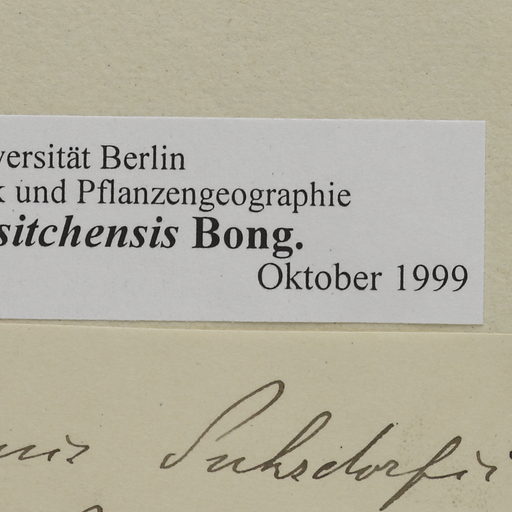 versität Berlin
k und Pflanzengeographie
sitchensis Bong.
Oktober 1999
Suksdorfii